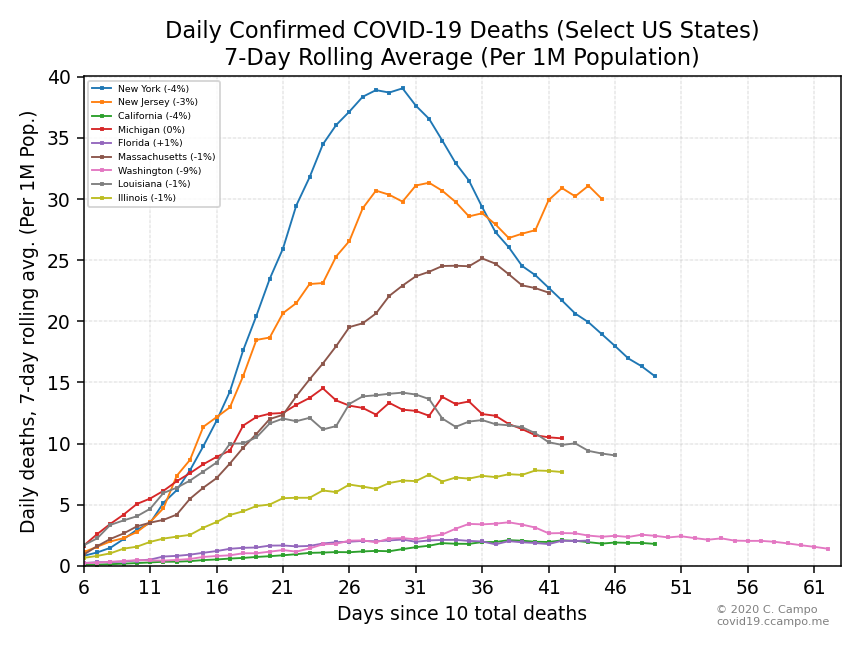 Daily Confirmed COVID-19 Deaths (Select US States)
7-Day Rolling Average (Per 1M Population)
Daily deaths, 7-day rolling avg. (Per 1M Pop.)
40
35
30
25
20
15
10
5
0
New York (-4%)
New Jersey (-3%)
California (-4%)
Michigan (0%)
Florida (+1%)
Massachusetts (-1%)
Washington (-9%)
Louisiana (-1%)
Illinois (-1%)
6 11 16 21 26 31 36 41 46 51 56 61
Days since 10 total deaths
© 2020 C. Campo
covid19.ccampo.me